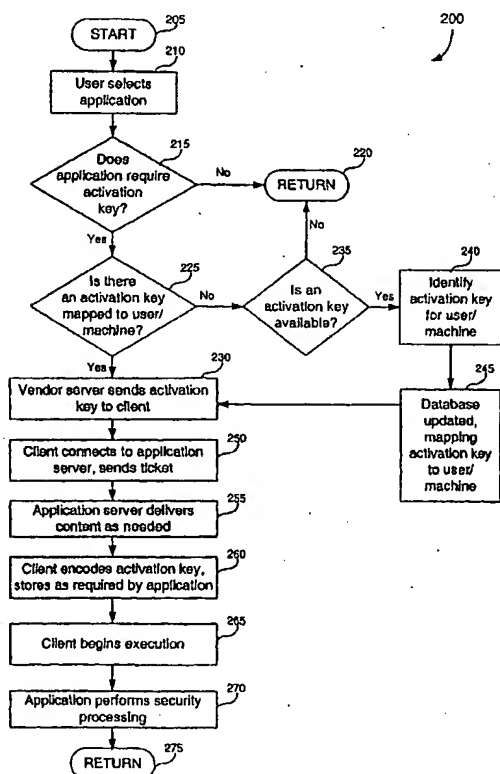 205
START
200
210
User selects
application
215
Does
application require
activation
key?
No
220
RETURN
Yes
No
225
Is there
an activation key
mapped to user/
machine?
No
235
Is an
activation key
available?
Yes
240
Identify
activation key
for user/
machine
Yes
230
Vendor server sends activation
key to client
245
Database
updated,
mapping
activation key
to user/
machine
250
Client connects to application
server, sends ticket
255
Application server delivers
content as needed
260
Client encodes activation key,
stores as required by application
265
Client begins execution
270
Application performs security
processing
RETURN
275